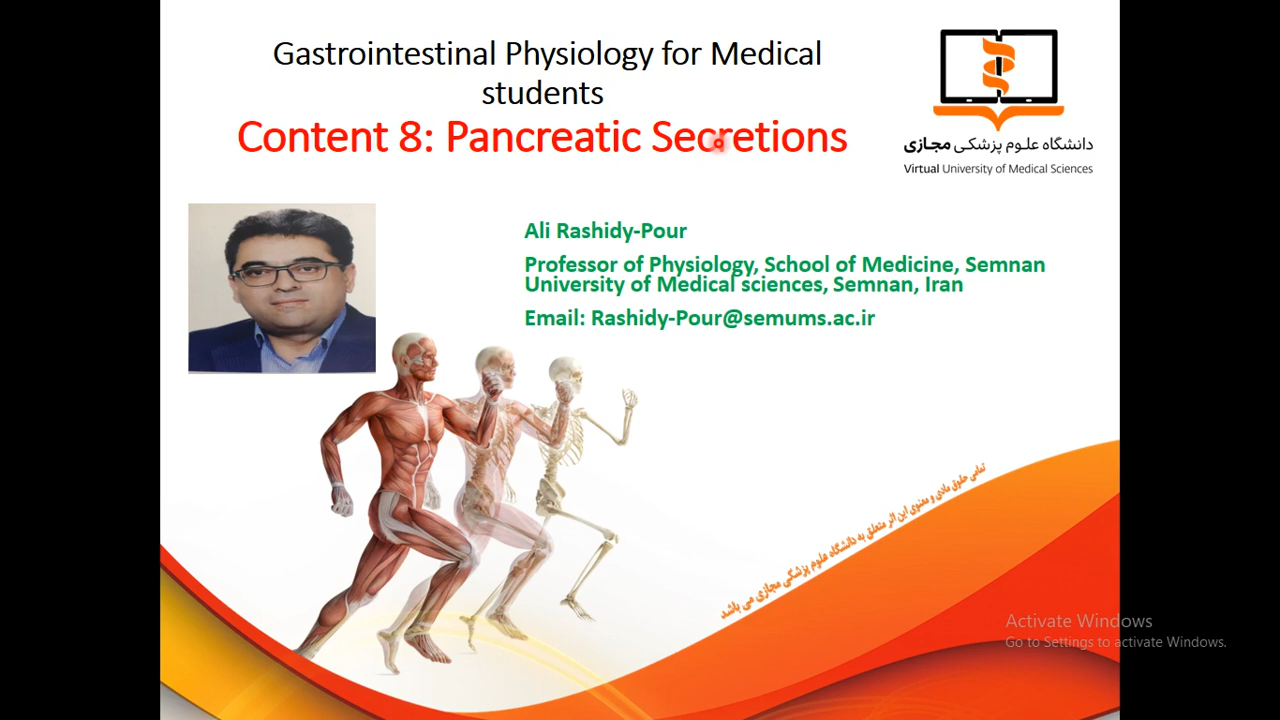 Gastrointestinal Physiology for Medical
students
Content 8: Pancreatic Secretions
دانشگاه علوم پزشکی مجازی
Virtual University of Medical Sciences
Ali Rashidy-Pour
Professor of Physiology, School of Medicine, Semnan
University of Medical sciences, Semnan, Iran
Email: Rashidy-Pour@semums.ac.ir
تمامی حقوق مادی و معنوی این اثر متعلق به دانشگاه علوم پزشکی مجازی می باشد
Activate Windows
Go to Settings to activate Windows.